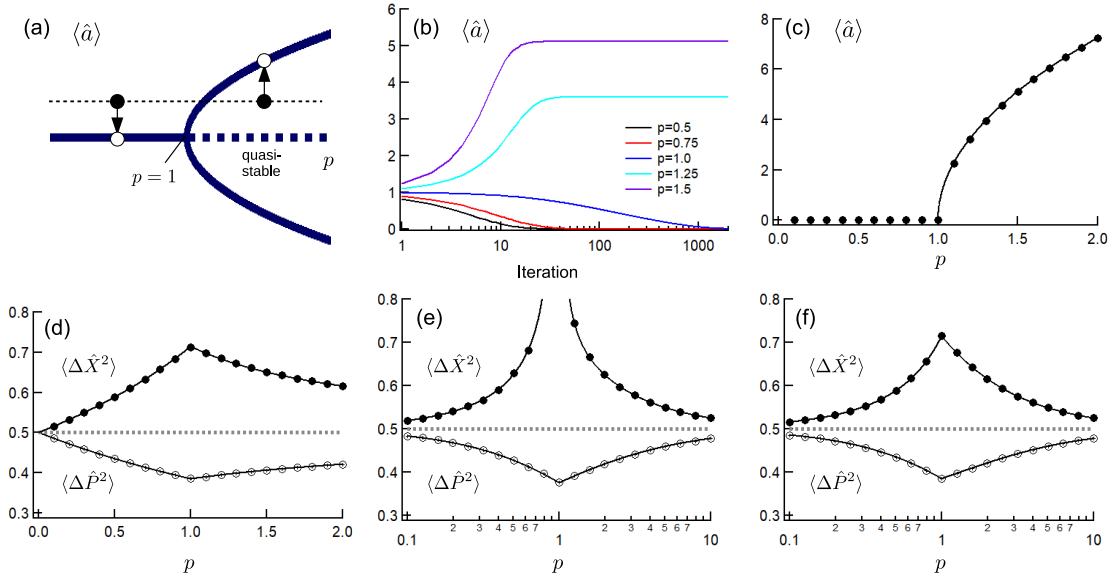 (a) ⟨â⟩
quasi-
stable
p
p = 1
(b) ⟨â⟩
6
5
4
3
2
1
0
p=0.5
p=0.75
p=1.0
p=1.25
p=1.5
1 10 100 1000
Iteration
(c) ⟨â⟩
8
6
4
2
0
0.0 0.5 1.0 1.5 2.0
p
(d)
0.8
0.7
0.6
0.5
0.4
0.3
⟨ΔX̂²⟩
⟨ΔP̂²⟩
0.0 0.5 1.0 1.5 2.0
p
(e)
0.8
0.7
0.6
0.5
0.4
0.3
⟨ΔX̂²⟩
⟨ΔP̂²⟩
2 3 4 5 6 7 2 3 4 5 6 7
0.1 1 10
p
(f)
0.8
0.7
0.6
0.5
0.4
0.3
⟨ΔX̂²⟩
⟨ΔP̂²⟩
2 3 4 5 6 7 2 3 4 5 6 7
0.1 1 10
p